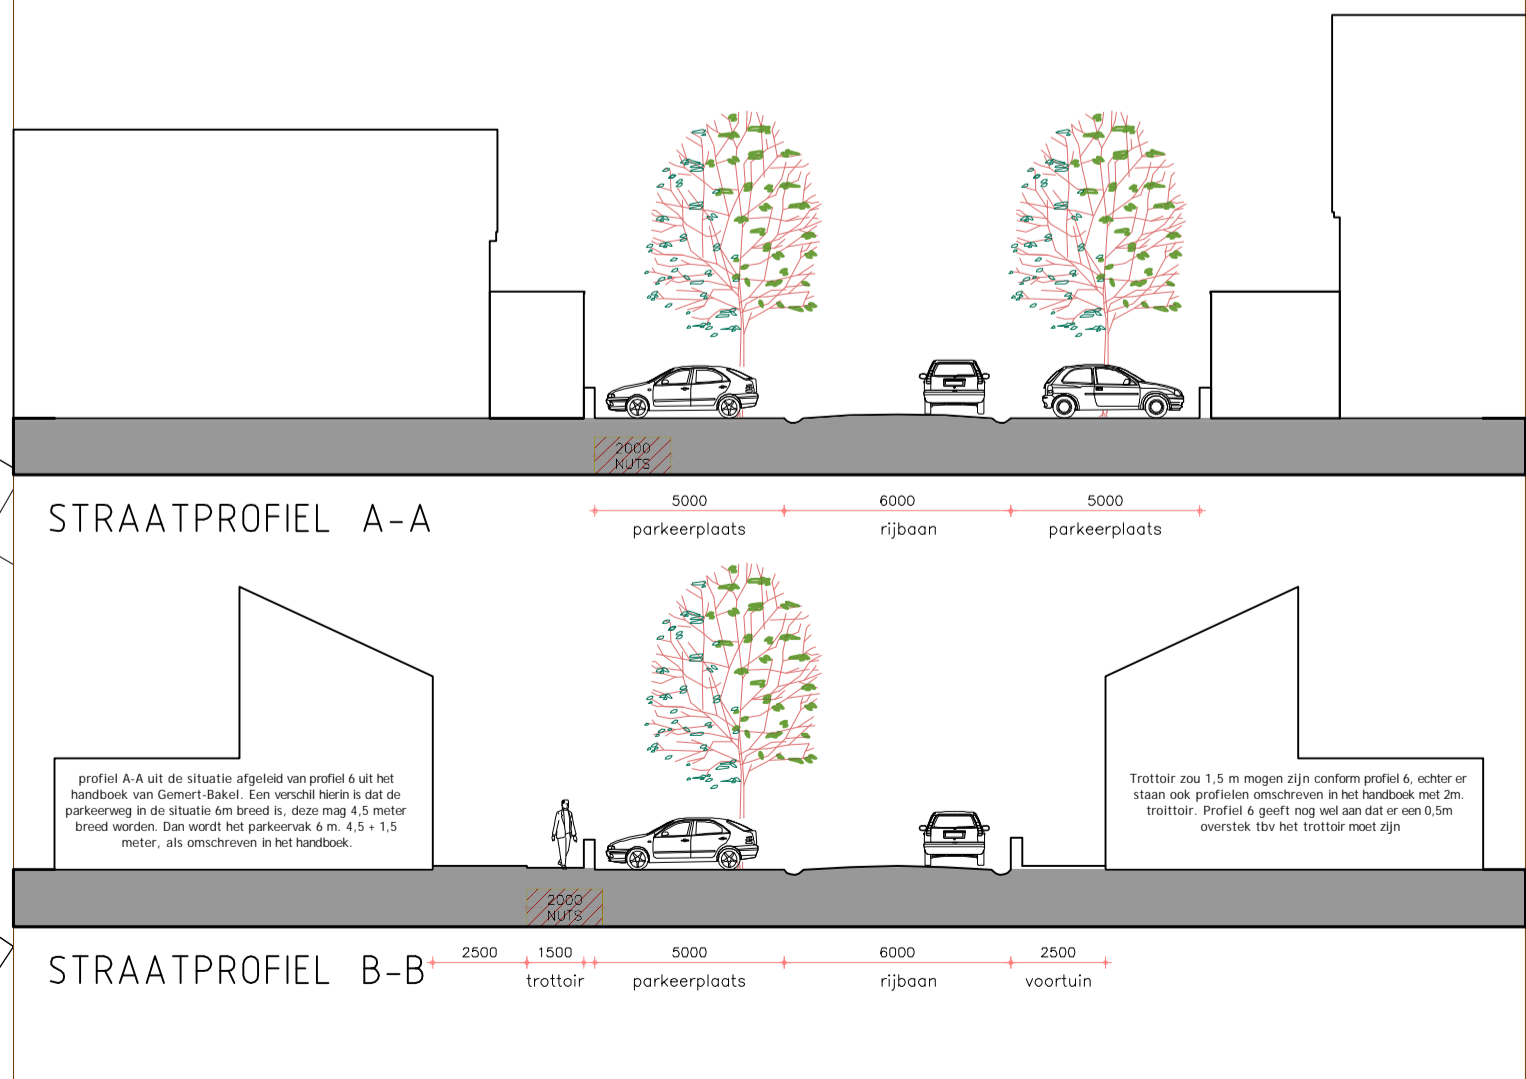 2000
NUTS
5000
6000
5000
STRAATPROFIEL A-A
parkeerplaats
rijbaan
parkeerplaats
profiel A-A uit de situatie afgeleid van profiel 6 uit het
handboek van Gemert-Bakel. Een verschil hierin is dat de
parkeerweg in de situatie 6m breed is, deze mag 4,5 meter
breed worden. Dan wordt het parkeervak 6 m. 4,5 + 1,5
meter, als omschreven in het handboek.
Trottoir zou 1,5 m mogen zijn conform profiel 6, echter er
staan ook profielen omschreven in het handboek met 2m.
troittoir. Profiel 6 geeft nog wel aan dat er een 0,5m
overstek tbv het trottoir moet zijn
2000
NUTS
STRAATPROFIEL B-B
2500
1500
5000
6000
2500
trottoir
parkeerplaats
rijbaan
voortuin